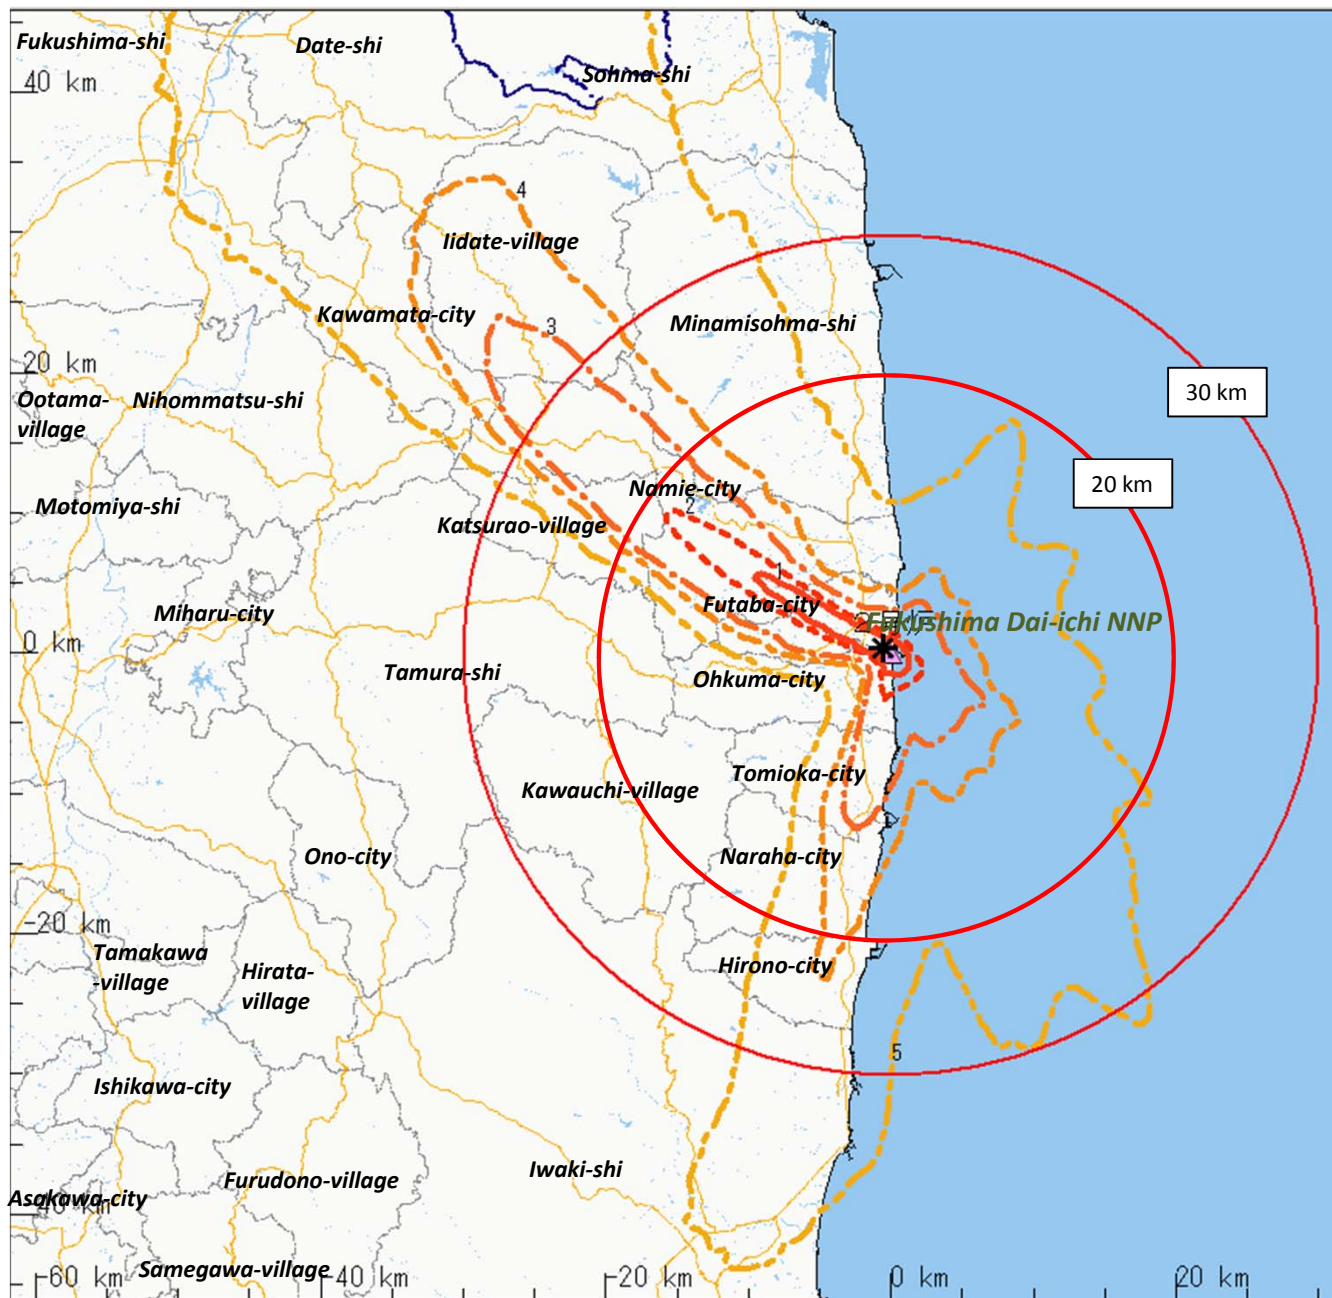 Fukushima-shi
Date-shi
Sohma-shi
40 km
4
Iidate-village
Kawamata-city
3
Minamisohma-shi
20 km
30 km
Ootama-
village
Nihommatsu-shi
20 km
Namie-city
2
Motomiya-shi
Katsurao-village
1
Futaba-city
Miharu-city
Fukushima Dai-ichi NNP
0 km
Tamura-shi
Ohkuma-city
Tomioka-city
Kawauchi-village
Ono-city
Naraha-city
-20 km
Tamakawa
-village
Hirata-
village
Hirono-city
5
Ishikawa-city
Iwaki-shi
Furudono-village
Asakawa-city
-40 km
Samegawa-village
-60 km
-40 km
-20 km
0 km
20 km